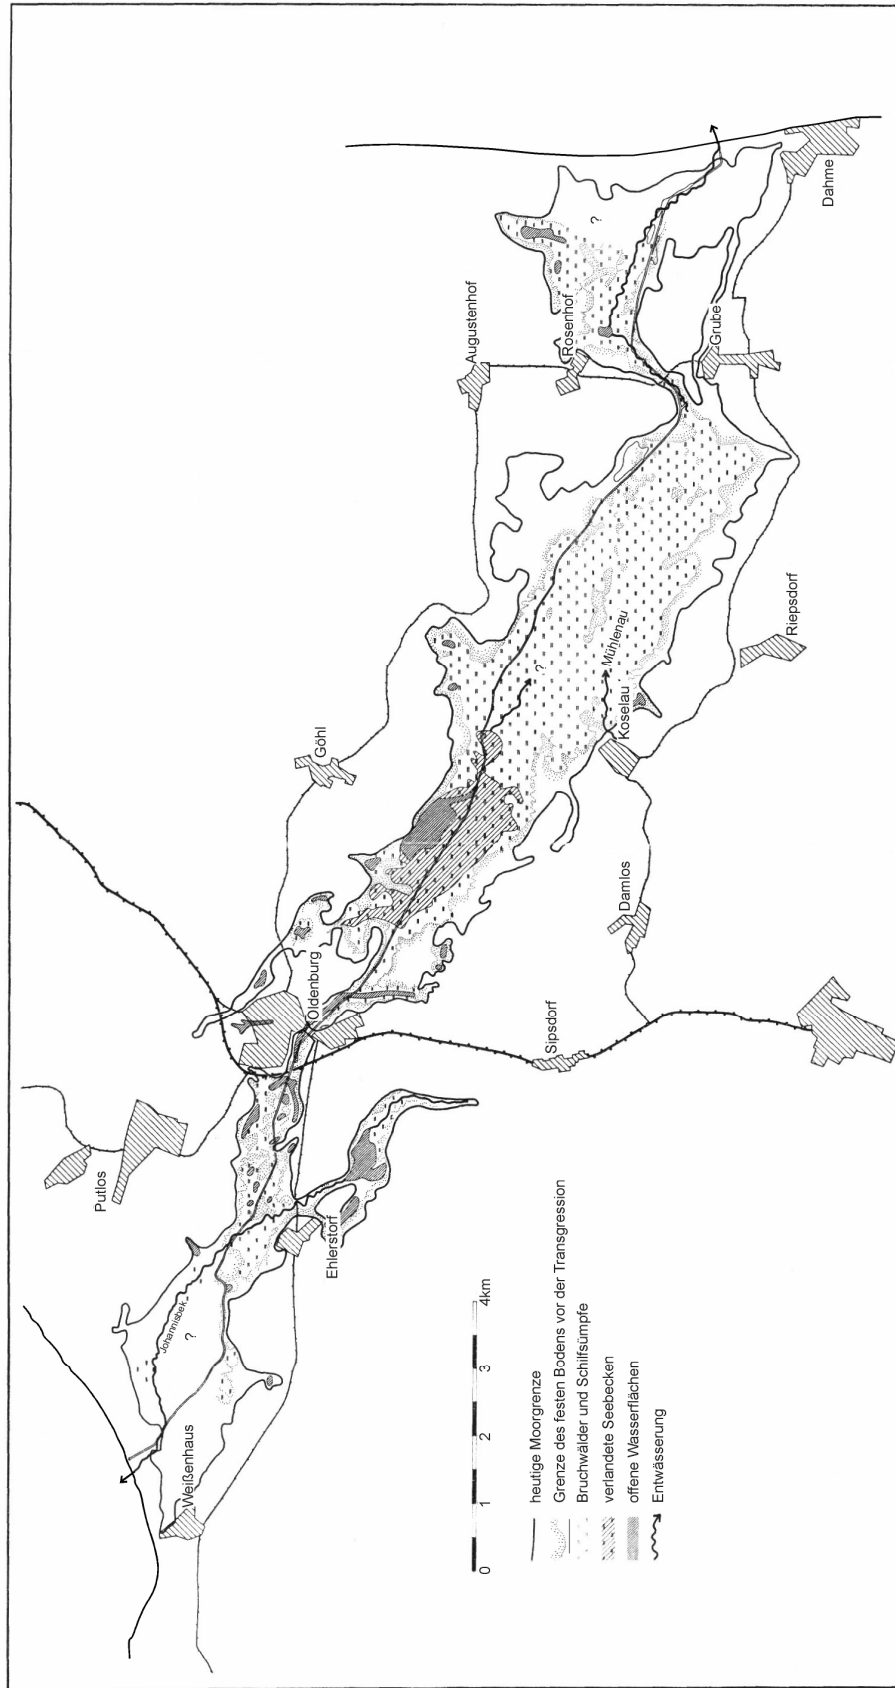 Weißenhaus
Johannisbek
?
Putlos
Ehlerstorf
Oldenburg
Sipsdorf
Göhl
Damlos
Koselau
Mühlenau
?
Riepsdorf
Augustenhof
Rosenhof
Grube
?
Dahme
0 1 2 3 4km
heutige Moorgrenze
Grenze des festen Bodens vor der Transgression
Bruchwälder und Schilfsümpfe
verlandete Seebecken
offene Wasserflächen
Entwässerung